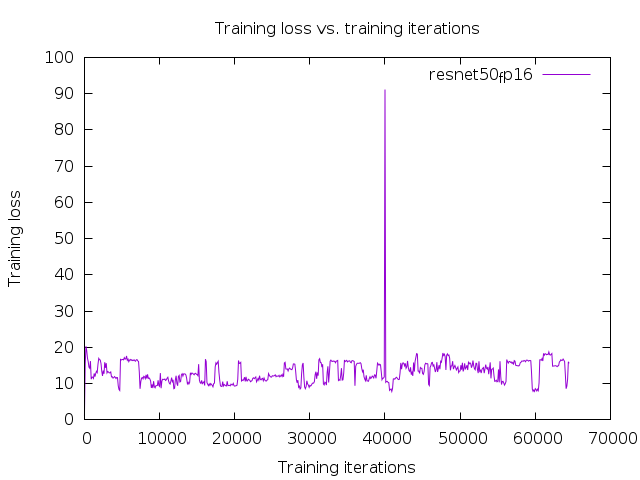 Training loss vs. training iterations
resnet50fp16
100
90
80
70
60
50
40
30
20
10
0
Training loss
0 10000 20000 30000 40000 50000 60000 70000
Training iterations